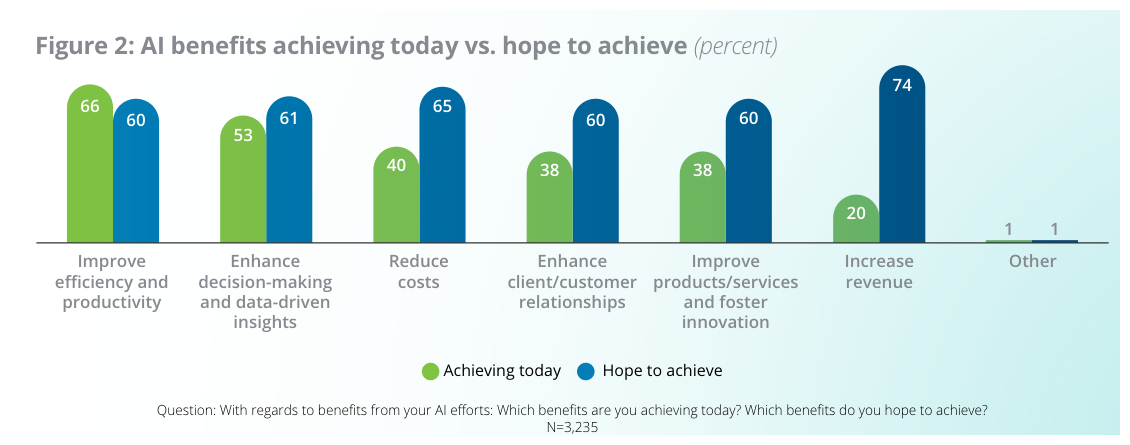 Figure 2: AI benefits achieving today vs. hope to achieve (percent)
66
60
53
61
40
65
38
60
38
60
20
74
1
1
Improve
efficiency and
productivity
Enhance
decision-making
and data-driven
insights
Reduce
costs
Enhance
client/customer
relationships
Improve
products/services
and foster
innovation
Increase
revenue
Other
Achieving today
Hope to achieve
Question: With regards to benefits from your AI efforts: Which benefits are you achieving today? Which benefits do you hope to achieve?
N=3,235